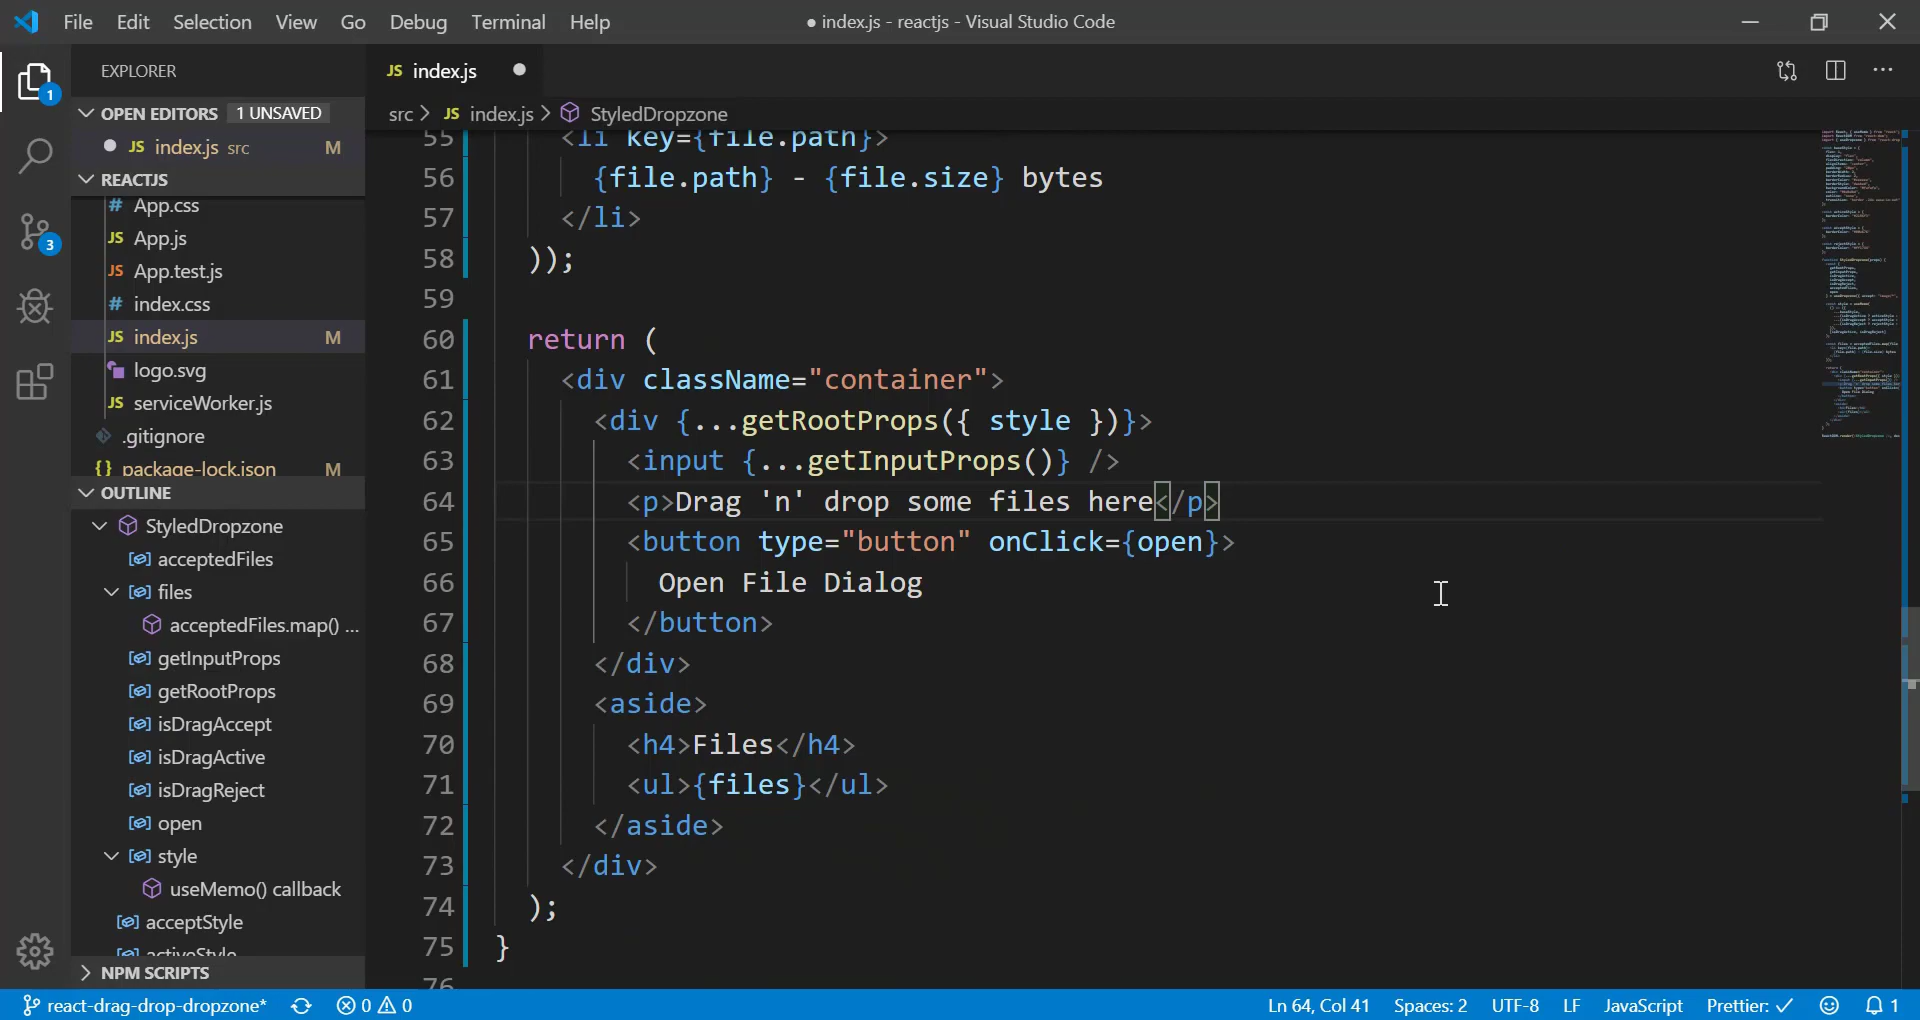 File Edit Selection View Go Debug Terminal Help
● index.js - reactjs - Visual Studio Code
EXPLORER
OPEN EDITORS 1 UNSAVED
JS index.js src M
REACTJS
# App.css
JS App.js
JS App.test.js
# index.css
JS index.js M
logo.svg
JS serviceWorker.js
.gitignore
{} package-lock.json M
OUTLINE
StyledDropzone
acceptedFiles
files
acceptedFiles.map() ...
getInputProps
getRootProps
isDragAccept
isDragActive
isDragReject
open
style
useMemo() callback
acceptStyle
activeStyle
NPM SCRIPTS
1
3
JS index.js
src > JS index.js > StyledDropzone
55 <li key={file.path}>
56 {file.path} - {file.size} bytes
57 </li>
58 ));
59
60 return (
61 <div className="container">
62 <div {...getRootProps({ style })}>
63 <input {...getInputProps()} />
64 <p>Drag 'n' drop some files here</p>
65 <button type="button" onClick={open}>
66 Open File Dialog
67 </button>
68 </div>
69 <aside>
70 <h4>Files</h4>
71 <ul>{files}</ul>
72 </aside>
73 </div>
74 );
75 }
76
react-drag-drop-dropzone* 0 0 Ln 64, Col 41 Spaces: 2 UTF-8 LF JavaScript Prettier: ✓ 1